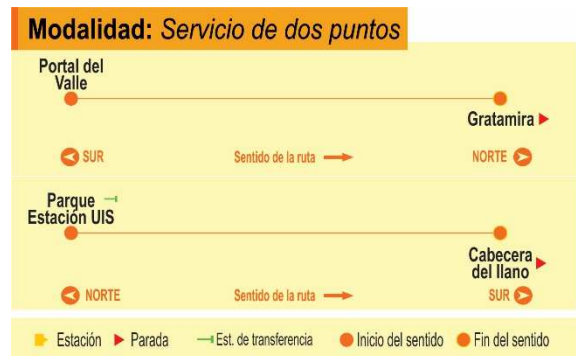 Modalidad: Servicio de dos puntos
Portal del
Valle
Gratamira
SUR
Sentido de la ruta
NORTE
Parque
Estación UIS
Cabecera
del llano
NORTE
Sentido de la ruta
SUR
Estación
Parada
Est. de transferencia
Inicio del sentido
Fin del sentido